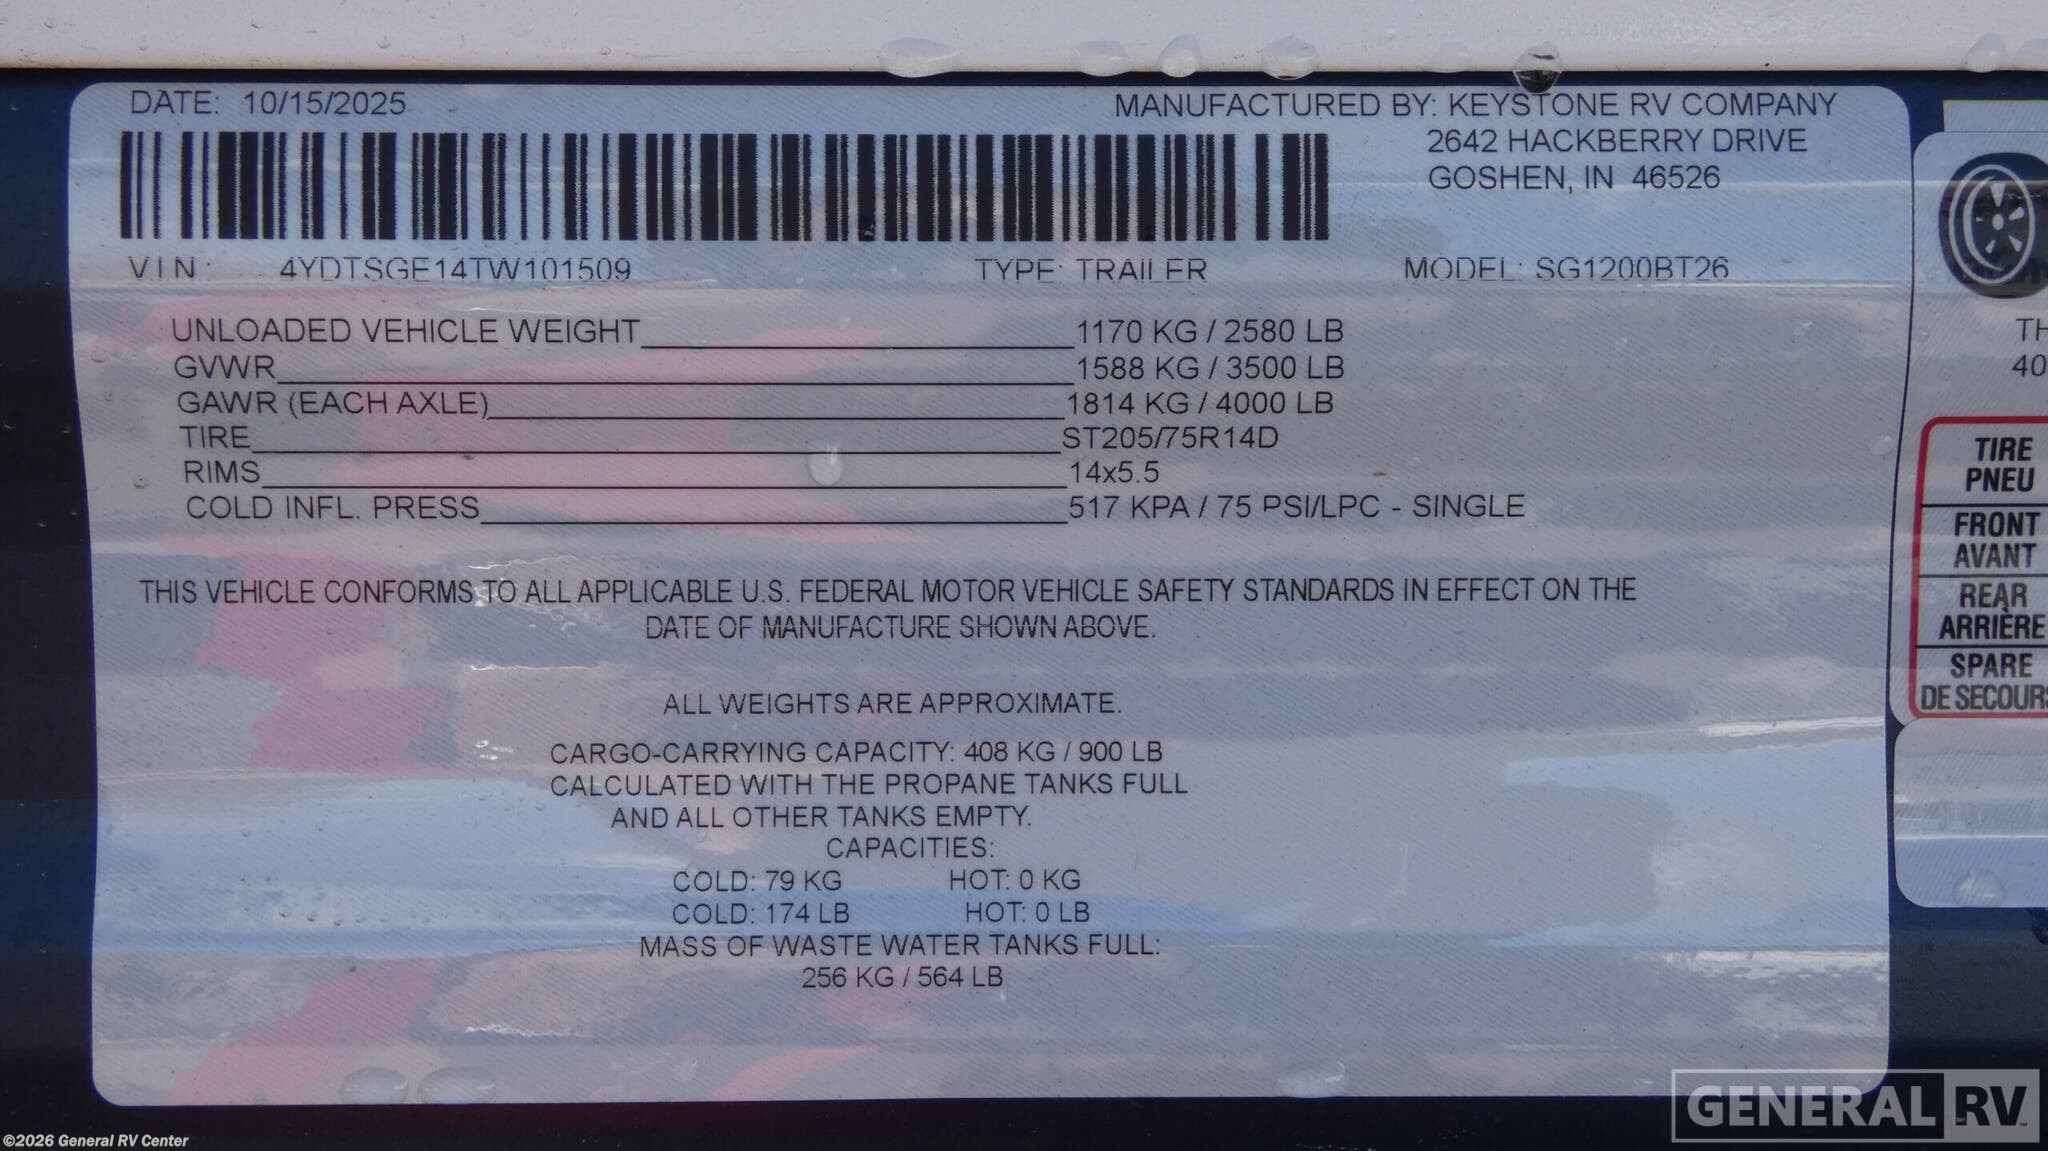 DATE: 10/15/2025
MANUFACTURED BY: KEYSTONE RV COMPANY
2642 HACKBERRY DRIVE
GOSHEN, IN 46526
VIN: 4YDTSGE14TW101509 TYPE: TRAILER MODEL: SG1200BT26
UNLOADED VEHICLE WEIGHT 1170 KG / 2580 LB
GVWR 1588 KG / 3500 LB
GAWR (EACH AXLE) 1814 KG / 4000 LB
TIRE ST205/75R14D
RIMS 14x5.5
COLD INFL. PRESS 517 KPA / 75 PSI/LPC - SINGLE
THIS VEHICLE CONFORMS TO ALL APPLICABLE U.S. FEDERAL MOTOR VEHICLE SAFETY STANDARDS IN EFFECT ON THE
DATE OF MANUFACTURE SHOWN ABOVE.
ALL WEIGHTS ARE APPROXIMATE.
CARGO-CARRYING CAPACITY: 408 KG / 900 LB
CALCULATED WITH THE PROPANE TANKS FULL
AND ALL OTHER TANKS EMPTY.
CAPACITIES:
COLD: 79 KG HOT: 0 KG
COLD: 174 LB HOT: 0 LB
MASS OF WASTE WATER TANKS FULL:
256 KG / 564 LB
TH
40
TIRE
PNEU
FRONT
AVANT
REAR
ARRIÈRE
SPARE
DE SECOURS
GENERAL RV
©2026 General RV Center